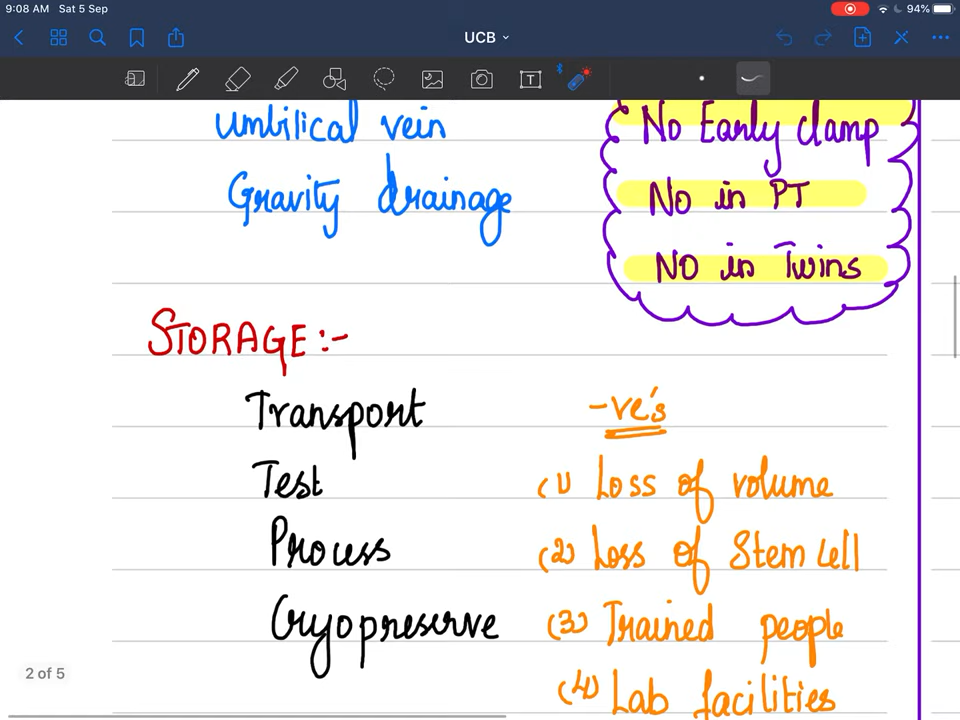 9:08 AM Sat 5 Sep
94%
UCB
T
Umbilical vein
Gravity drainage
No Early clamp
No in PT
NO in Twins
STORAGE:-
Transport
Test
Process
Cryopreserve
-ve's
(1) Loss of volume
(2) Loss of Stem cell
(3) Trained people
(4) Lab facilities
2 of 5